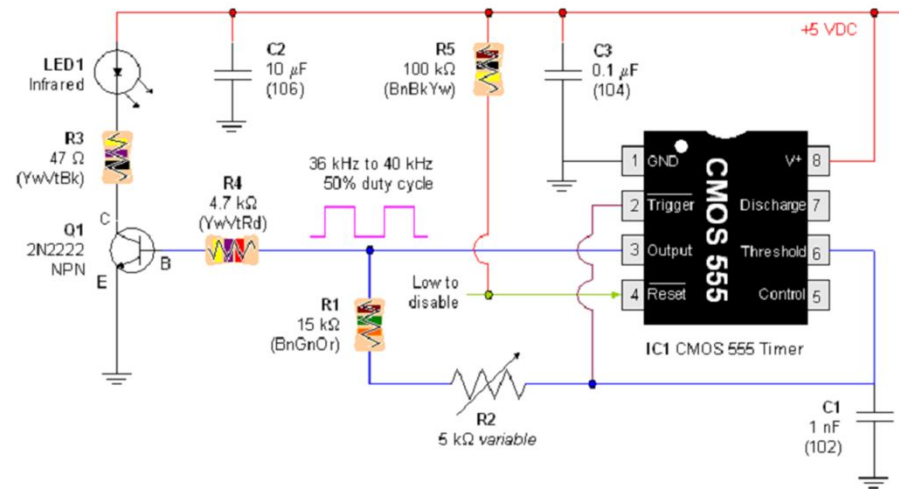 +5 VDC
LED1
Infrared
C2
10 µF
(106)
R5
100 kΩ
(BnBkYw)
C3
0.1 µF
(104)
R3
47 Ω
(YwVtBk)
36 kHz to 40 kHz
50% duty cycle
R4
4.7 kΩ
(YwVtRd)
C
Q1
2N2222
NPN
B
E
1 GND
2 Trigger
3 Output
4 Reset
CMOS 555
V+ 8
Discharge 7
Threshold 6
Control 5
IC1 CMOS 555 Timer
Low to
disable
R1
15 kΩ
(BnGnOr)
R2
5 kΩ variable
C1
1 nF
(102)